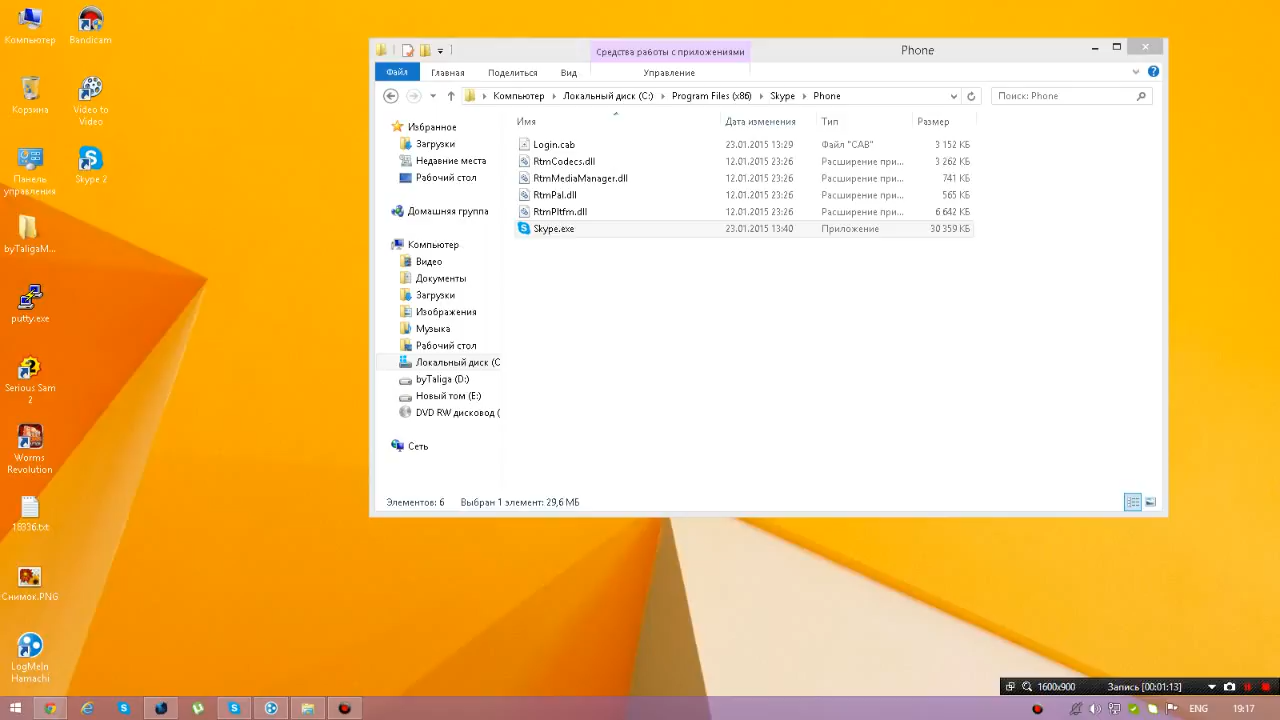 Компьютер
Bandicam
Корзина
Video to
Video
Панель
управления
Skype 2
byTaligaM...
putty.exe
Serious Sam
2
Worms
Revolution
18336.txt
Снимок.PNG
LogMeIn
Hamachi
Средства работы с приложениями
Phone
Файл
Главная
Поделиться
Вид
Управление
Компьютер
Локальный диск (C:)
Program Files (x86)
Skype
Phone
Поиск: Phone
Имя
Дата изменения
Тип
Размер
Login.cab 23.01.2015 13:29 Файл "CAB" 3 152 КБ
RtmCodecs.dll 12.01.2015 23:26 Расширение при... 3 262 КБ
RtmMediaManager.dll 12.01.2015 23:26 Расширение при... 741 КБ
RtmPal.dll 12.01.2015 23:26 Расширение при... 565 КБ
RtmPltfm.dll 12.01.2015 23:26 Расширение при... 6 642 КБ
Skype.exe 23.01.2015 13:40 Приложение 30 359 КБ
Избранное
Загрузки
Недавние места
Рабочий стол
Домашняя группа
Компьютер
Видео
Документы
Загрузки
Изображения
Музыка
Рабочий стол
Локальный диск (C
byTaliga (D:)
Новый том (E:)
DVD RW дисковод (
Сеть
Элементов: 6
Выбран 1 элемент: 29,6 МБ
1600x900
Запись [00:01:13]
ENG
19:17